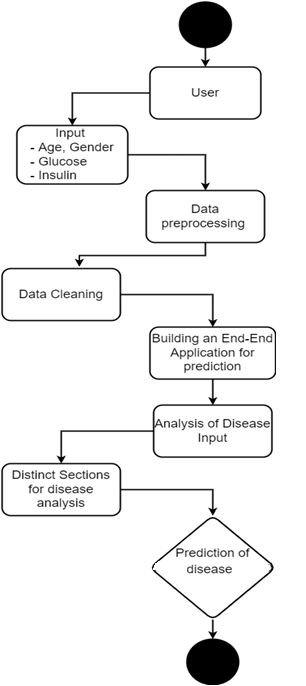 User
Input
- Age, Gender
- Glucose
- Insulin
Data
preprocessing
Data Cleaning
Building an End-End
Application for
prediction
Analysis of Disease
Input
Distinct Sections
for disease
analysis
Prediction of
disease